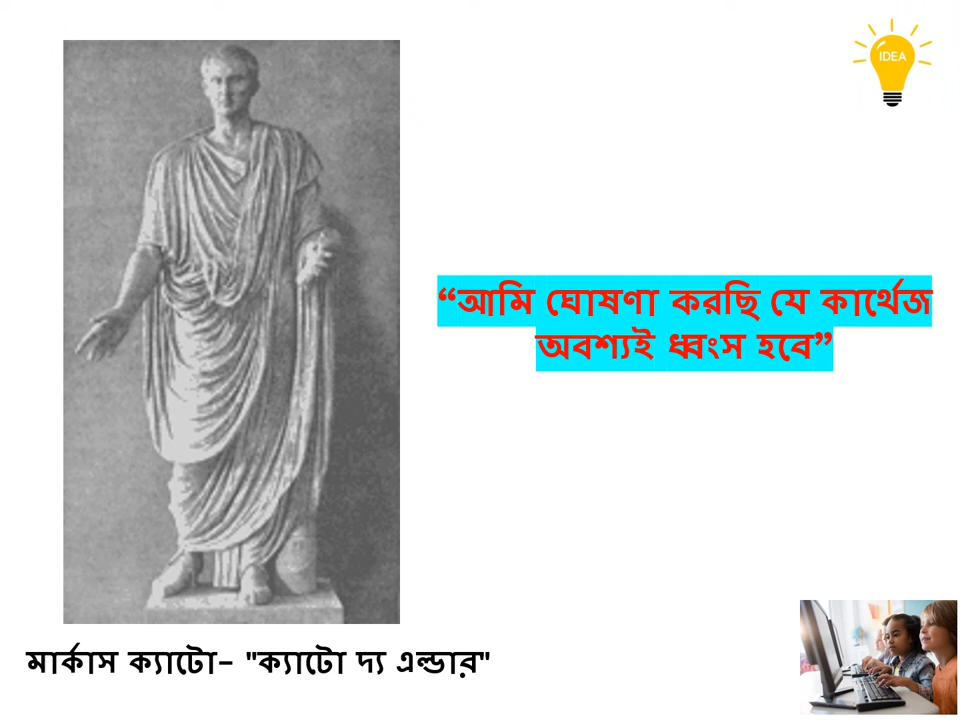 IDEA
“আমি ঘোষণা করছি যে কার্থেজ
অবশ্যই ধ্বংস হবে”
মার্কাস ক্যাটো- "ক্যাটো দ্য এল্ডার"